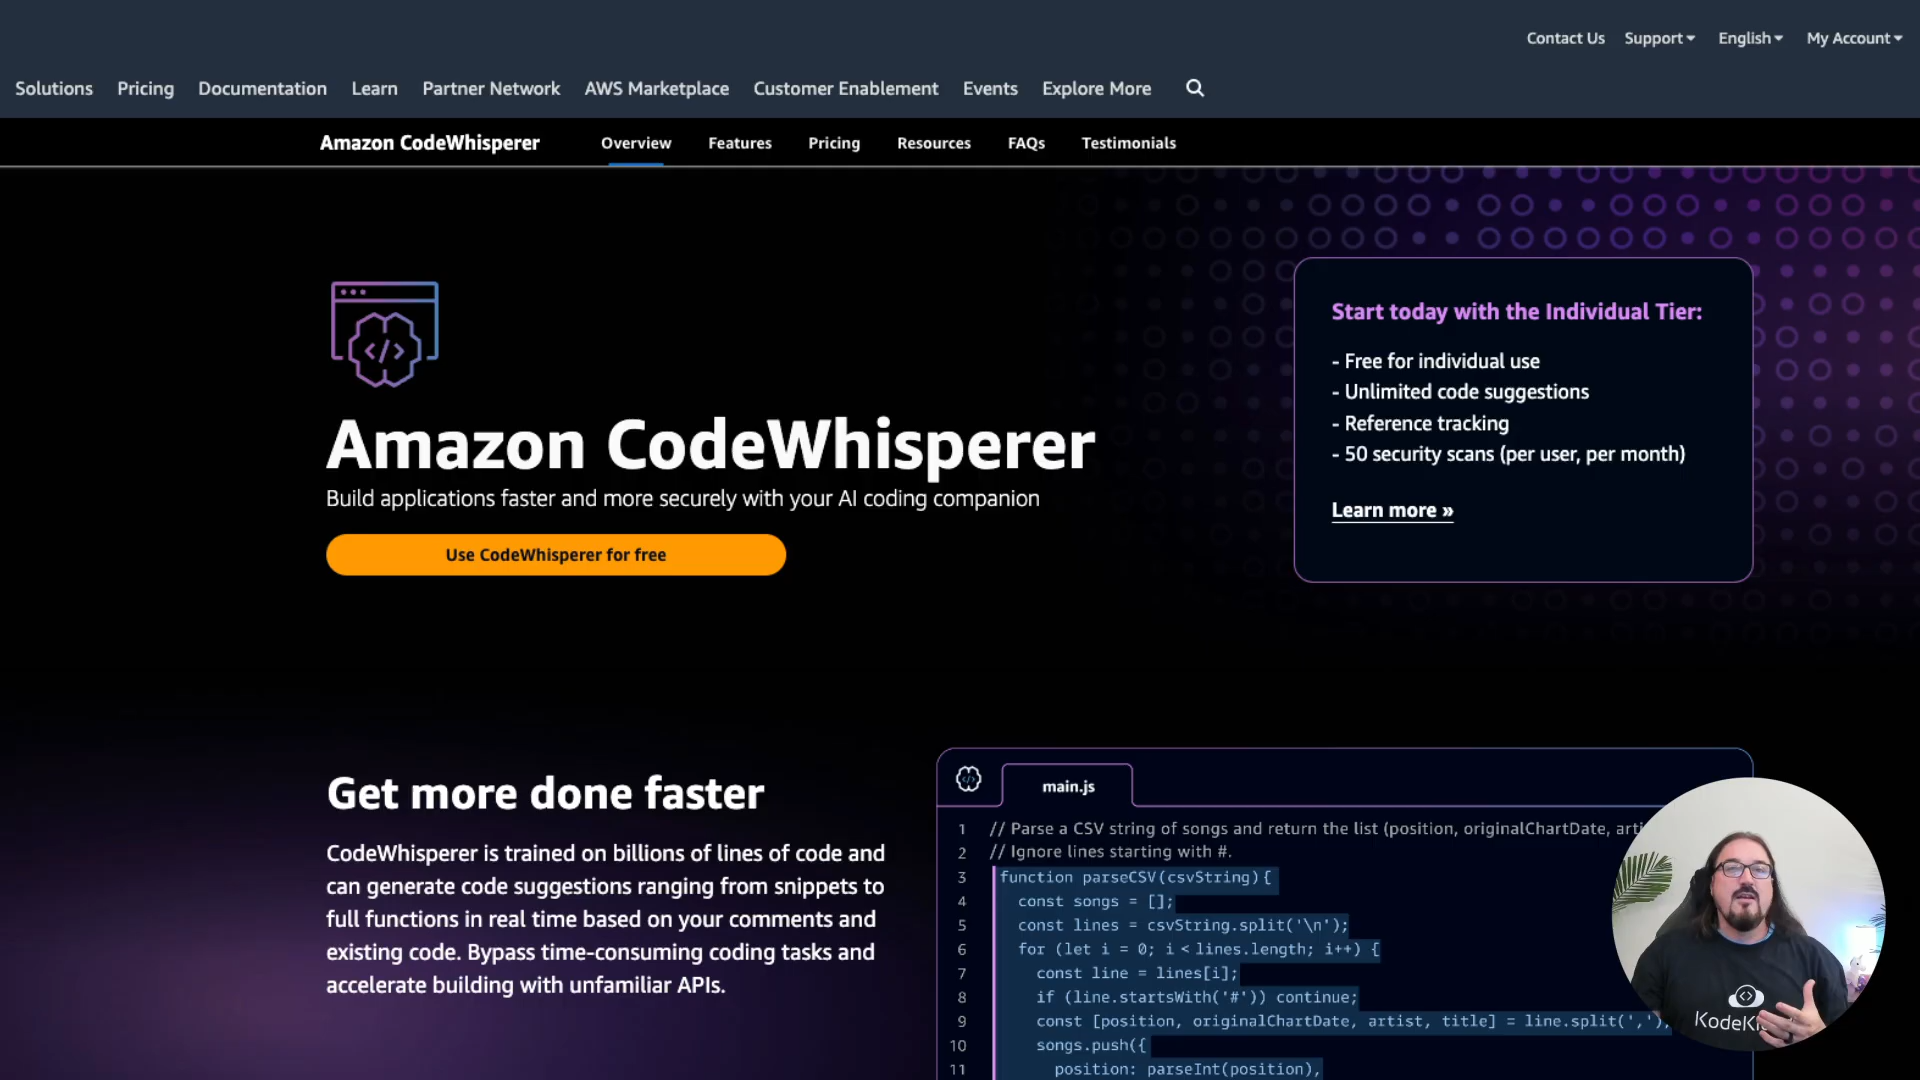 Contact Us Support English My Account
Solutions Pricing Documentation Learn Partner Network AWS Marketplace Customer Enablement Events Explore More
Amazon CodeWhisperer Overview Features Pricing Resources FAQs Testimonials
Start today with the Individual Tier:
- Free for individual use
- Unlimited code suggestions
- Reference tracking
- 50 security scans (per user, per month)
Learn more »
Amazon CodeWhisperer
Build applications faster and more securely with your AI coding companion
Use CodeWhisperer for free
Get more done faster
CodeWhisperer is trained on billions of lines of code and
can generate code suggestions ranging from snippets to
full functions in real time based on your comments and
existing code. Bypass time-consuming coding tasks and
accelerate building with unfamiliar APIs.
main.js
1 // Parse a CSV string of songs and return the list (position, originalChartDate,
2 // Ignore lines starting with #.
3 function parseCSV(csvString){
4 const songs = [];
5 const lines = csvString.split('\n');
6 for (let i = 0; i < lines.length; i++) {
7 const line = lines[i];
8 if (line.startsWith('#')) continue;
9 const [position, originalChartDate, artist, title] = line.split(',');
10 songs.push({
11 position: parseInt(position),